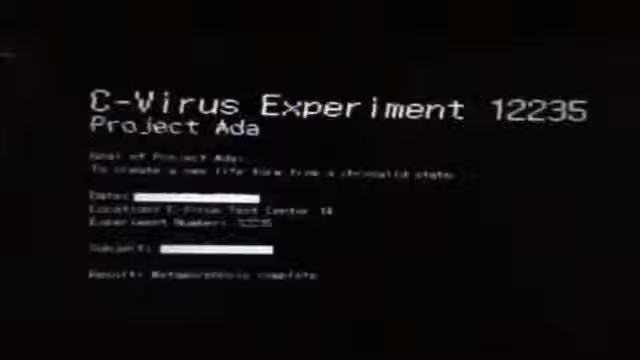 C-Virus Experiment 12235
Project Ada
Goal of Project Ada:
To create a new life form from a chrysalid state
Date:
Location: C-Virus Test Center
Experiment Number: 12235
Subject:
Result: Metamorphosis complete